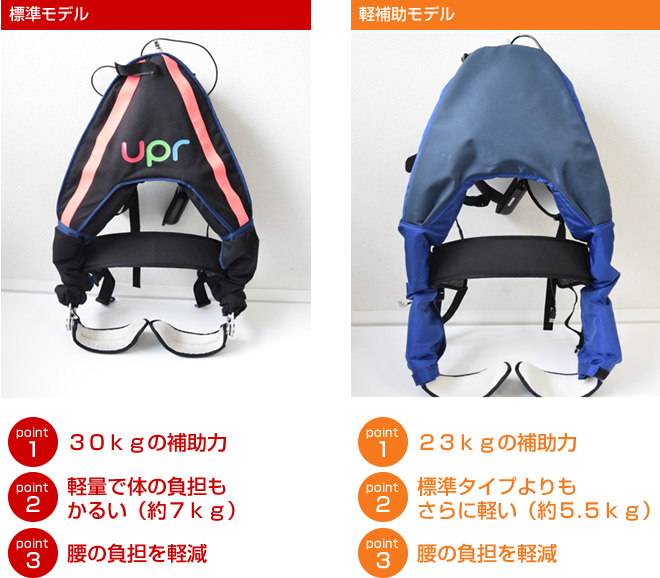 標準モデル
upr
point
1
３０ｋｇの補助力
point
2
軽量で体の負担も
かるい（約７ｋｇ）
point
3
腰の負担を軽減
軽補助モデル
point
1
２３ｋｇの補助力
point
2
標準タイプよりも
さらに軽い（約５.５ｋｇ）
point
3
腰の負担を軽減